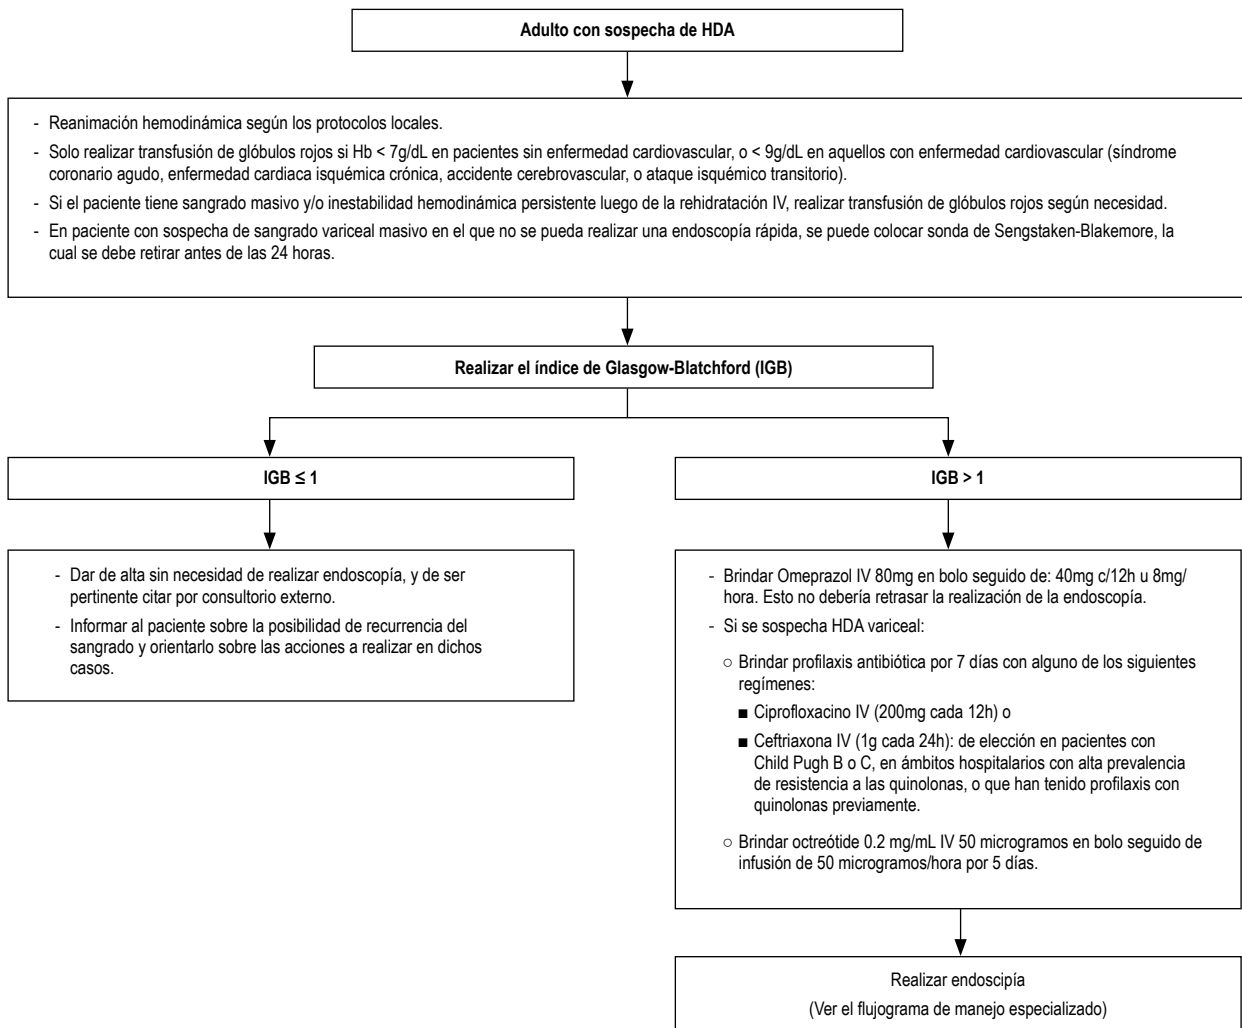 Adulto con sospecha de HDA
- Reanimación hemodinámica según los protocolos locales.
- Solo realizar transfusión de glóbulos rojos si Hb < 7g/dL en pacientes sin enfermedad cardiovascular, o < 9g/dL en aquellos con enfermedad cardiovascular (síndrome
coronario agudo, enfermedad cardiaca isquémica crónica, accidente cerebrovascular, o ataque isquémico transitorio).
- Si el paciente tiene sangrado masivo y/o inestabilidad hemodinámica persistente luego de la rehidratación IV, realizar transfusión de glóbulos rojos según necesidad.
- En paciente con sospecha de sangrado variceal masivo en el que no se pueda realizar una endoscopía rápida, se puede colocar sonda de Sengstaken-Blakemore, la
cual se debe retirar antes de las 24 horas.
Realizar el índice de Glasgow-Blatchford (IGB)
IGB ≤ 1
- Dar de alta sin necesidad de realizar endoscopía, y de ser
pertinente citar por consultorio externo.
- Informar al paciente sobre la posibilidad de recurrencia del
sangrado y orientarlo sobre las acciones a realizar en dichos
casos.
IGB > 1
- Brindar Omeprazol IV 80mg en bolo seguido de: 40mg c/12h u 8mg/
hora. Esto no debería retrasar la realización de la endoscopía.
- Si se sospecha HDA variceal:
○ Brindar profilaxis antibiótica por 7 días con alguno de los siguientes
regímenes:
■ Ciprofloxacino IV (200mg cada 12h) o
■ Ceftriaxona IV (1g cada 24h): de elección en pacientes con
Child Pugh B o C, en ámbitos hospitalarios con alta prevalencia
de resistencia a las quinolonas, o que han tenido profilaxis con
quinolonas previamente.
○ Brindar octreótide 0.2 mg/mL IV 50 microgramos en bolo seguido de
infusión de 50 microgramos/hora por 5 días.
Realizar endoscipía
(Ver el flujograma de manejo especializado)